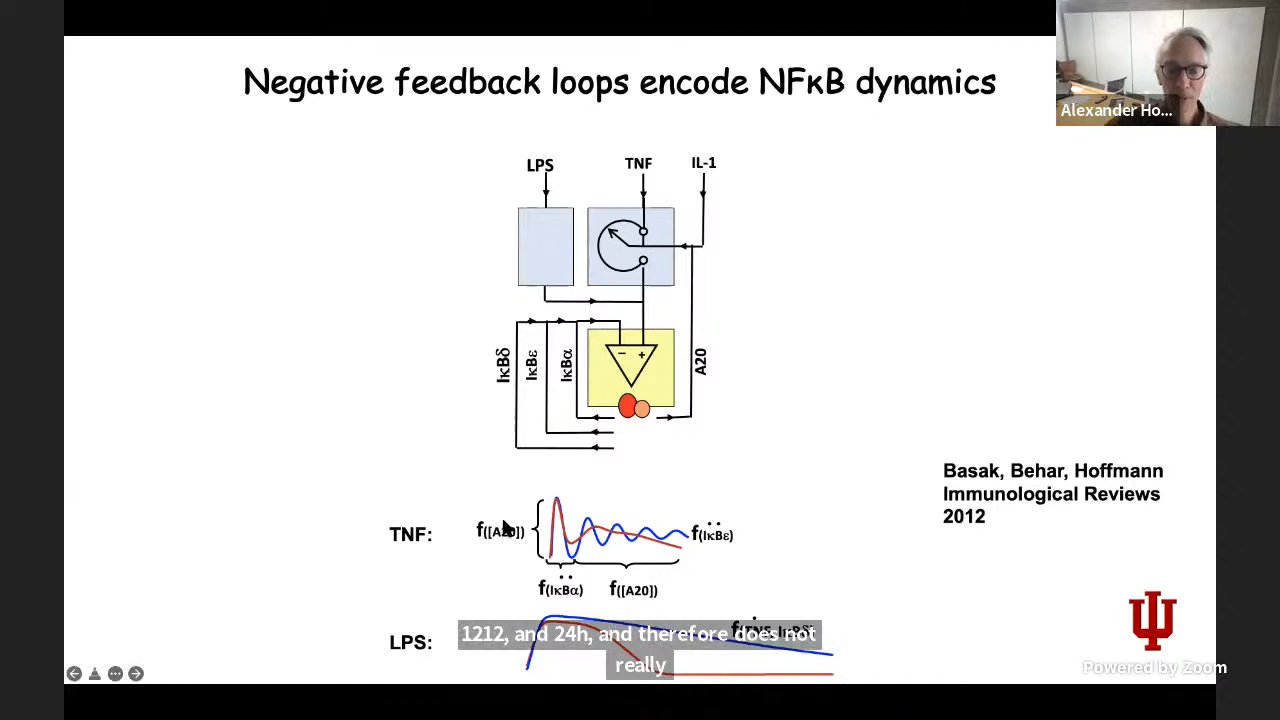 Negative feedback loops encode NFκB dynamics
Alexander Ho...
LPS
TNF
IL-1
IκBδ
IκBε
IκBα
− +
A20
Basak, Behar, Hoffmann
Immunological Reviews
2012
TNF:
f([A20])
f(IκBε)
f(IκBα)
f([A20])
LPS:
1212, and 24h, and therefore does not
really
Powered by Zoom